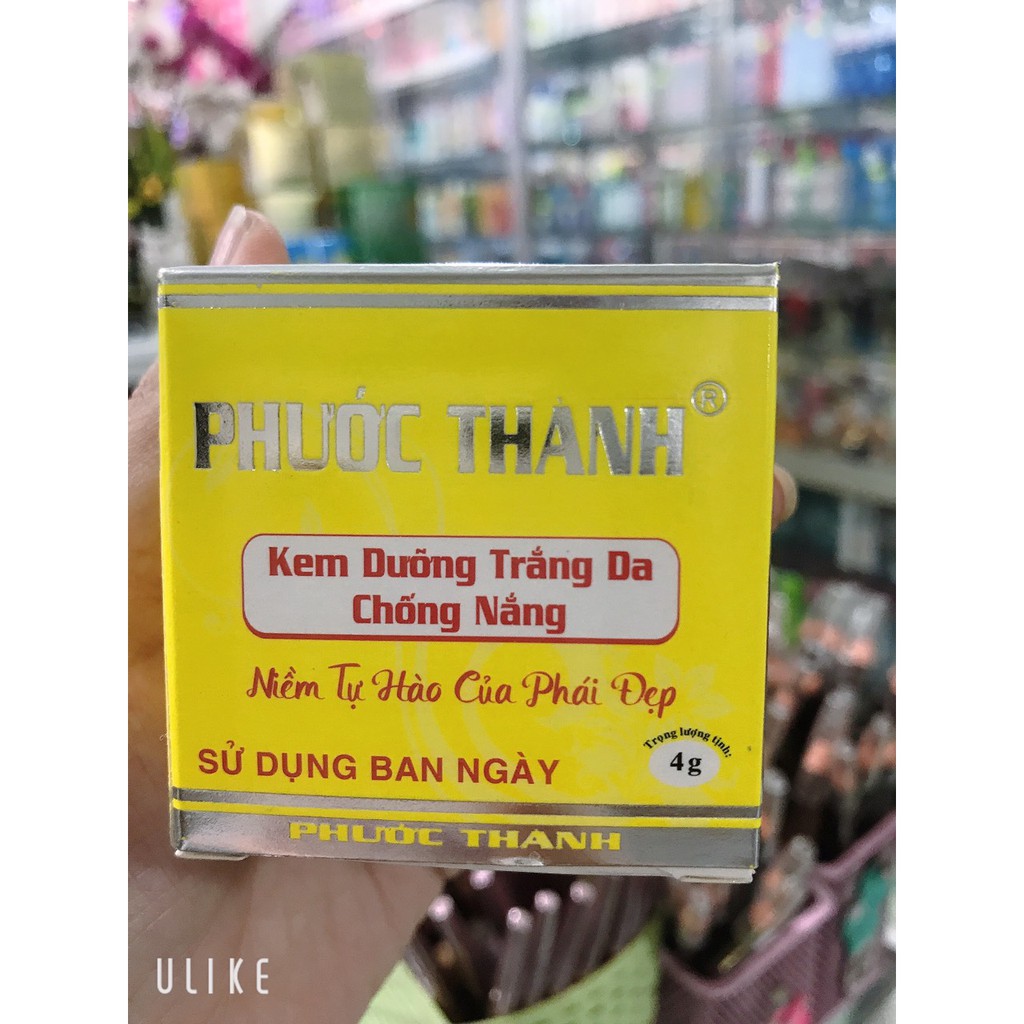 PHƯỚC THÀNH ®
Kem Dưỡng Trắng Da
Chống Nắng
Niềm Tự Hào Của Phái Đẹp
Trọng lượng tịnh:
4g
SỬ DỤNG BAN NGÀY
PHƯỚC THÀNH
ULIKE